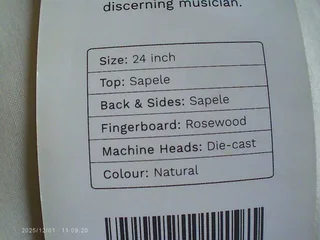 discerning musician.
Size: 24 inch
Top: Sapele
Back & Sides: Sapele
Fingerboard: Rosewood
Machine Heads: Die-cast
Colour: Natural